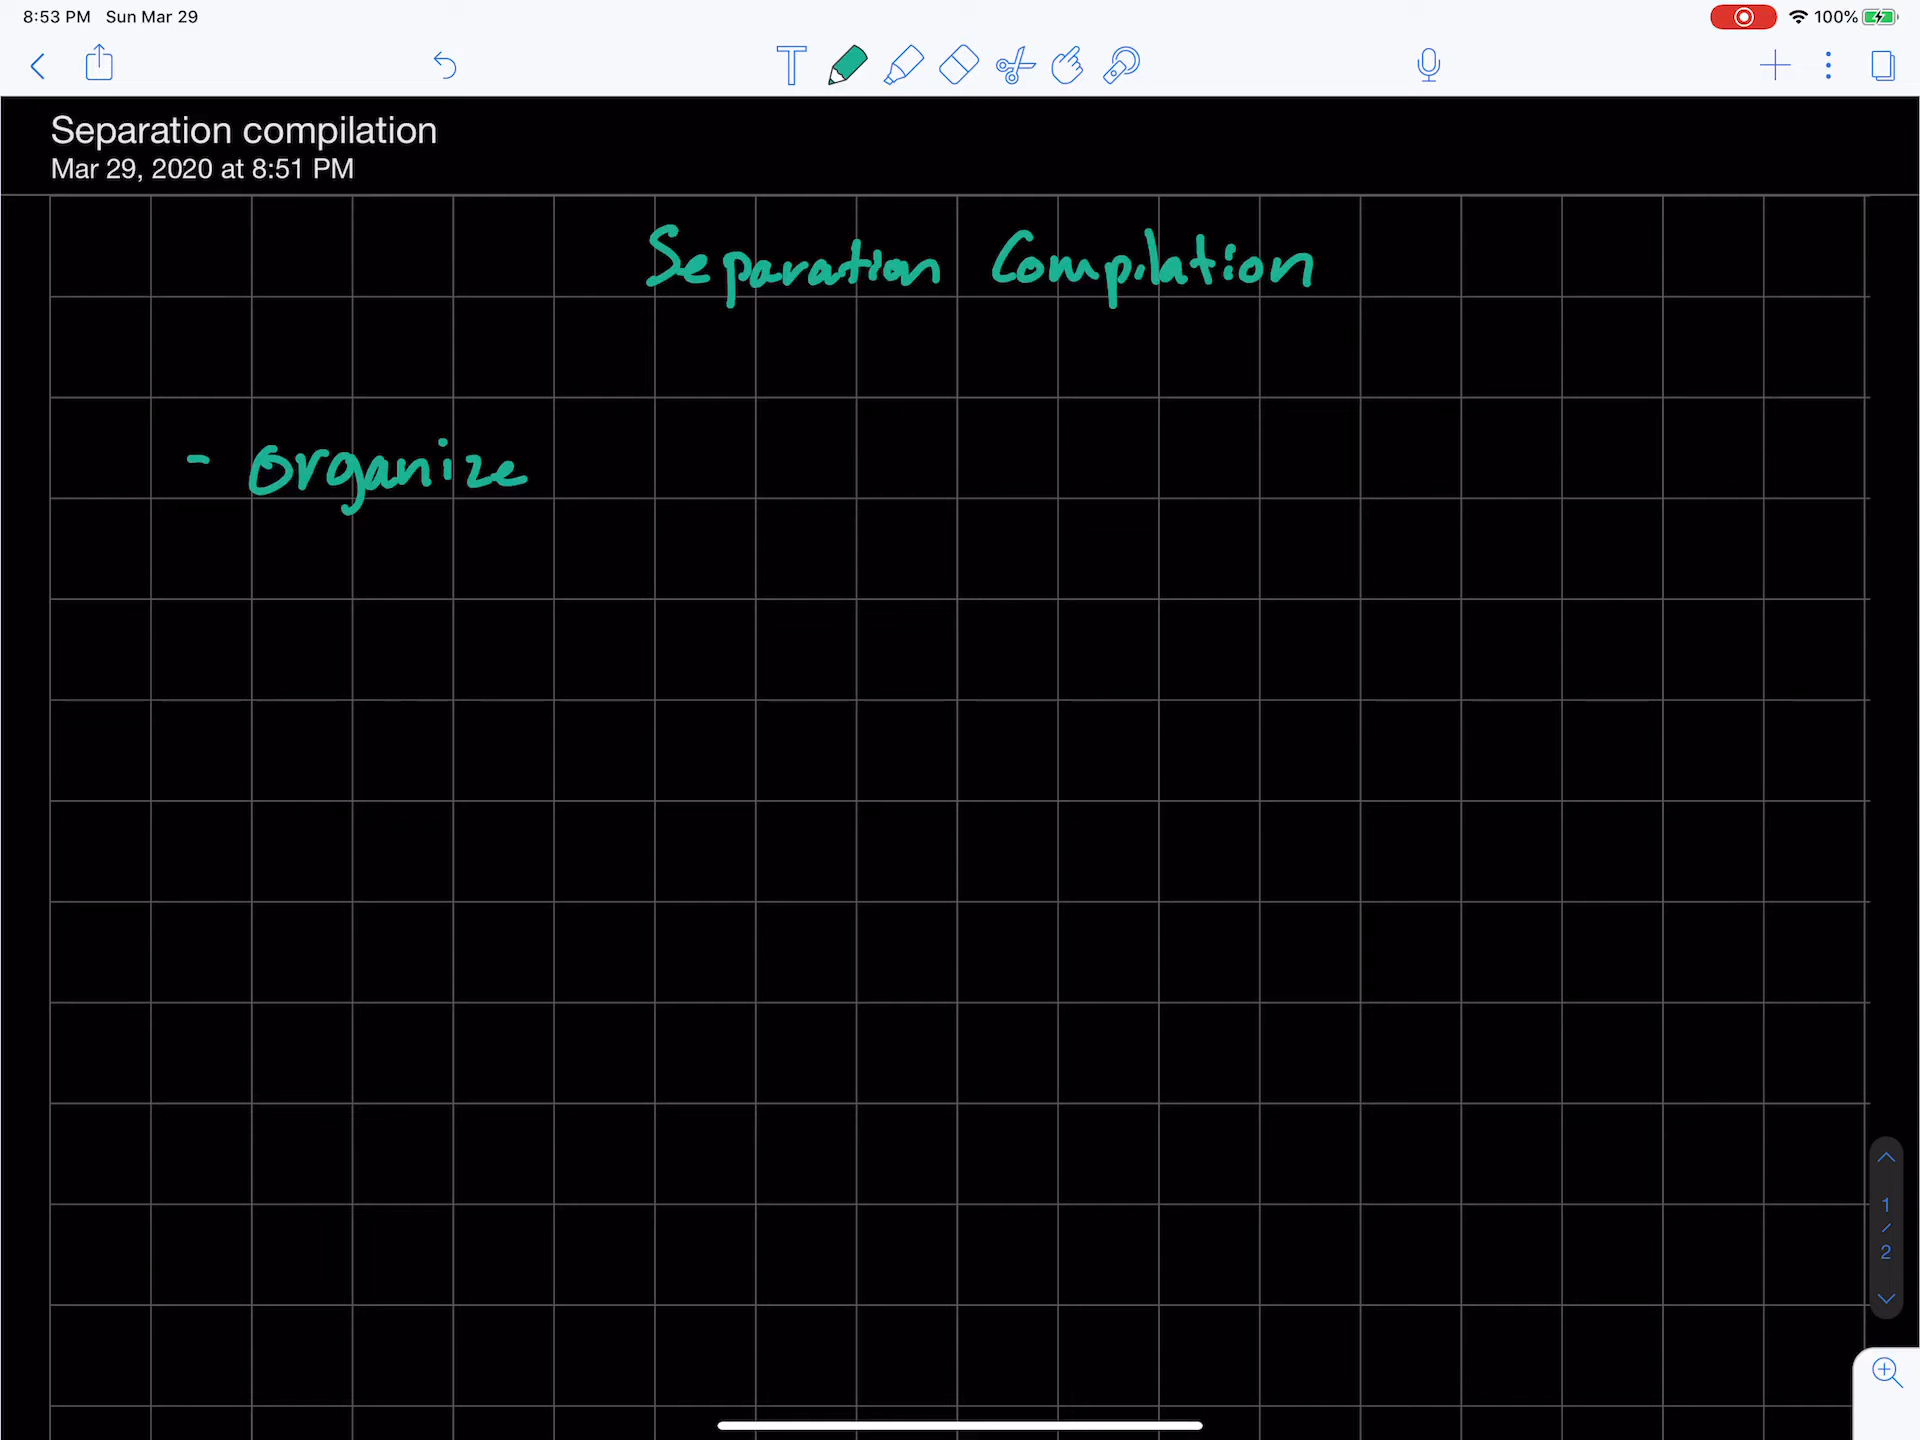 8:53 PM Sun Mar 29
100%
Separation compilation
Mar 29, 2020 at 8:51 PM
Separation Compilation
- organize
1
/
2